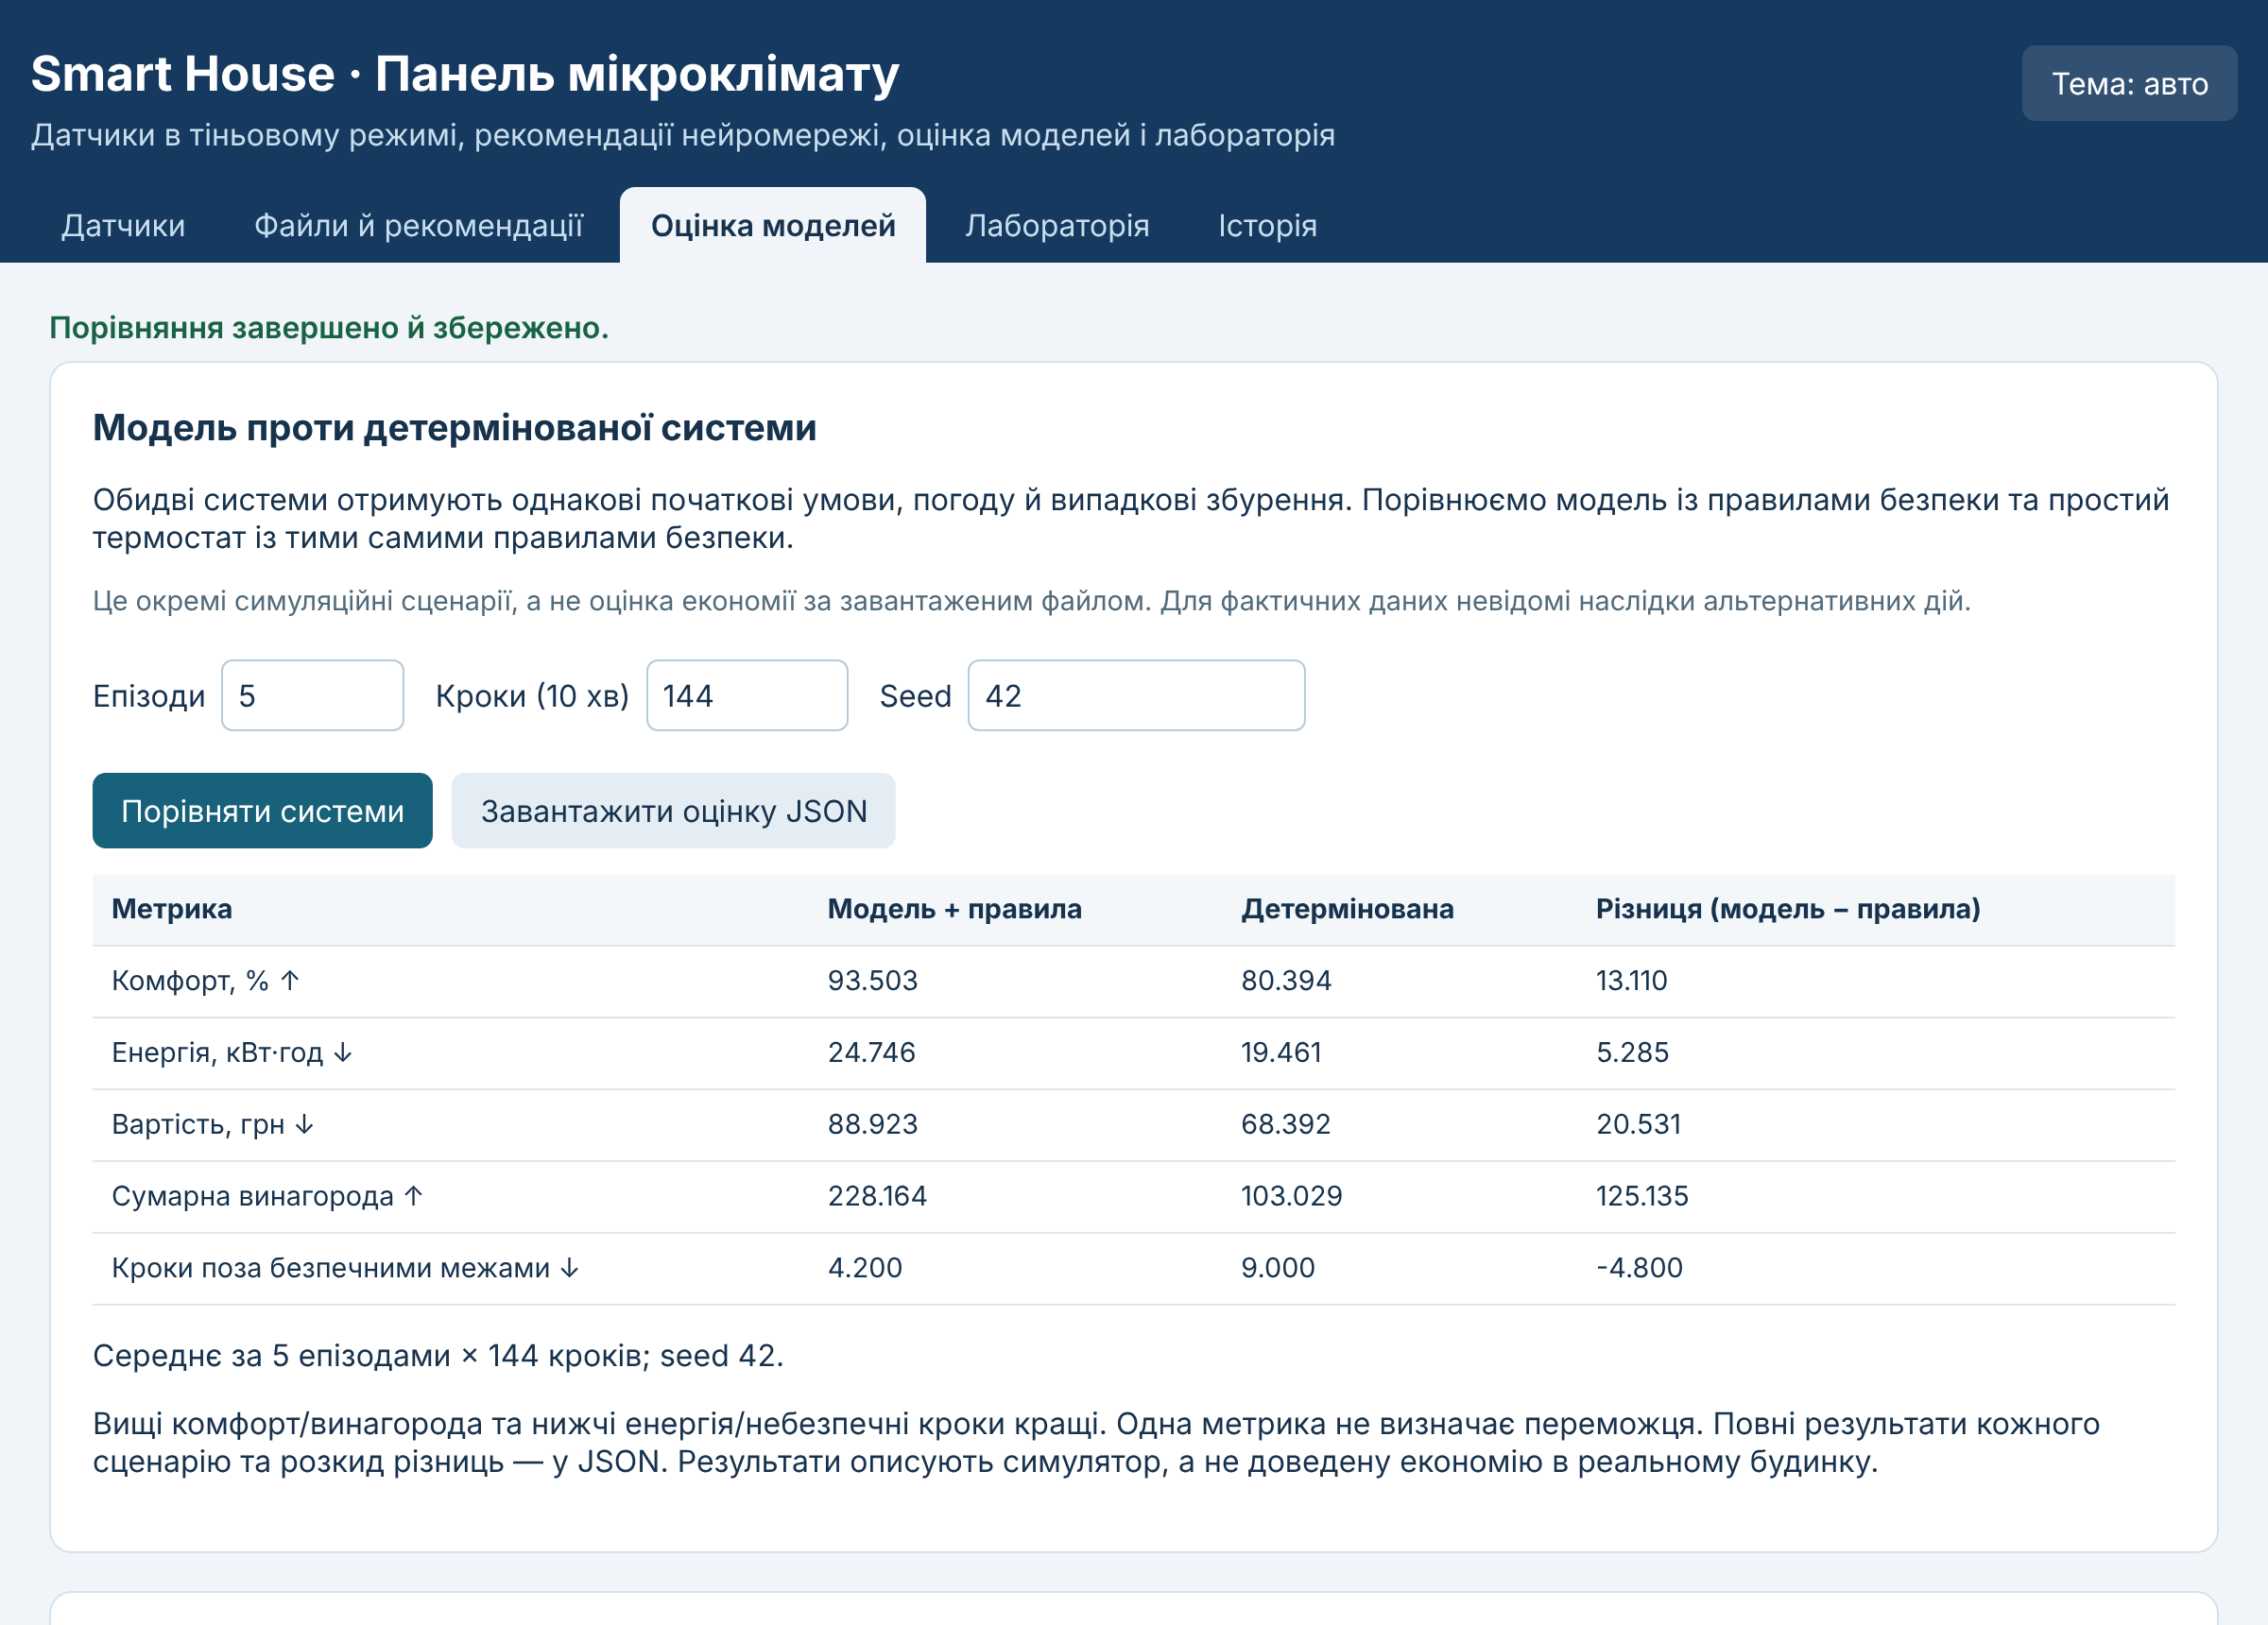 Smart House · Панель мікроклімату
Тема: авто
Датчики в тіньовому режимі, рекомендації нейромережі, оцінка моделей і лабораторія
Датчики Файли й рекомендації Оцінка моделей Лабораторія Історія
Порівняння завершено й збережено.
Модель проти детермінованої системи
Обидві системи отримують однакові початкові умови, погоду й випадкові збурення. Порівнюємо модель із правилами безпеки та простий
термостат із тими самими правилами безпеки.
Це окремі симуляційні сценарії, а не оцінка економії за завантаженим файлом. Для фактичних даних невідомі наслідки альтернативних дій.
Епізоди 5 Кроки (10 хв) 144 Seed 42
Порівняти системи Завантажити оцінку JSON
Метрика Модель + правила Детермінована Різниця (модель − правила)
Комфорт, % ↑ 93.503 80.394 13.110
Енергія, кВт·год ↓ 24.746 19.461 5.285
Вартість, грн ↓ 88.923 68.392 20.531
Сумарна винагорода ↑ 228.164 103.029 125.135
Кроки поза безпечними межами ↓ 4.200 9.000 -4.800
Середнє за 5 епізодами × 144 кроків; seed 42.
Вищі комфорт/винагорода та нижчі енергія/небезпечні кроки кращі. Одна метрика не визначає переможця. Повні результати кожного
сценарію та розкид різниць — у JSON. Результати описують симулятор, а не доведену економію в реальному будинку.